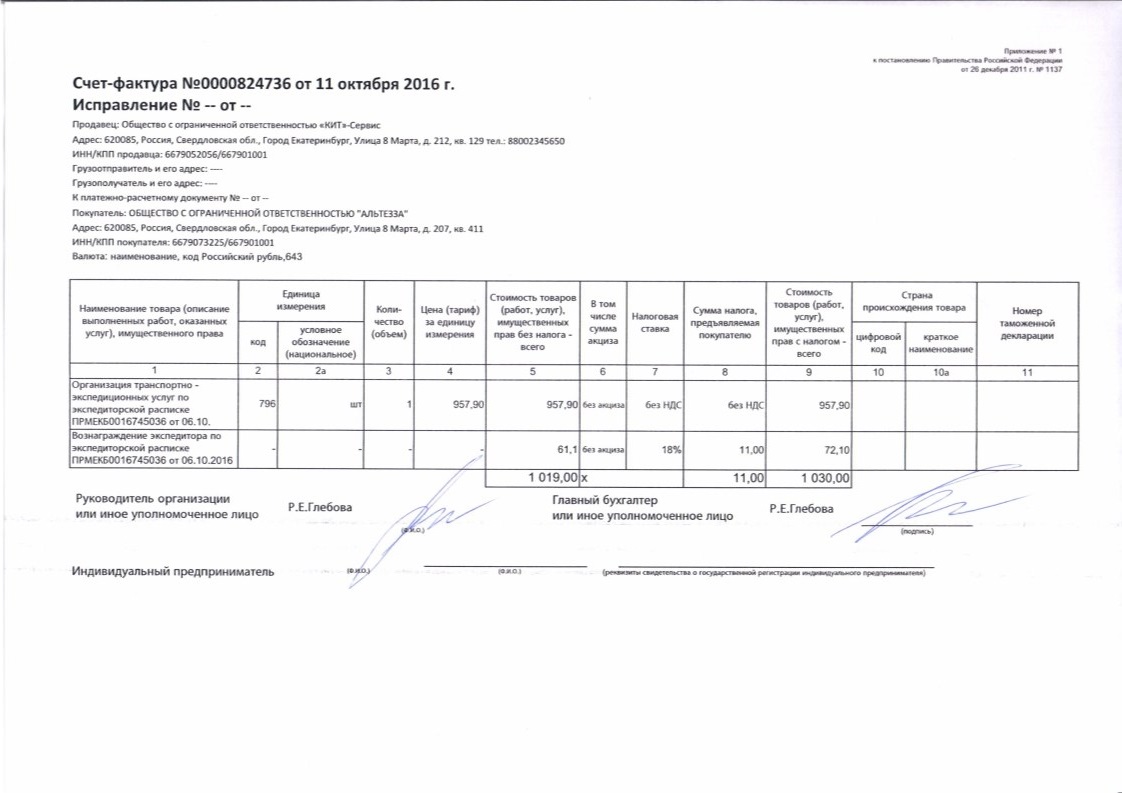 Приложение № 1
к постановлению Правительства Российской Федерации
от 26 декабря 2011 г. № 1137
Счет-фактура №0000824736 от 11 октября 2016 г.
Исправление № -- от --
Продавец: Общество с ограниченной ответственностью «КИТ»-Сервис
Адрес: 620085, Россия, Свердловская обл., Город Екатеринбург, Улица 8 Марта, д. 212, кв. 129 тел.: 88002345650
ИНН/КПП продавца: 6679052056/667901001
Грузоотправитель и его адрес: ----
Грузополучатель и его адрес: ----
К платежно-расчетному документу № -- от --
Покупатель: ОБЩЕСТВО С ОГРАНИЧЕННОЙ ОТВЕТСТВЕННОСТЬЮ "АЛЬТЕЗЗА"
Адрес: 620085, Россия, Свердловская обл., Город Екатеринбург, Улица 8 Марта, д. 207, кв. 411
ИНН/КПП покупателя: 6679073225/667901001
Валюта: наименование, код Российский рубль,643
Наименование товара (описание
выполненных работ, оказанных
услуг), имущественного права
Единица
измерения
код
условное
обозначение
(национальное)
Коли-
чество
(объем)
Цена (тариф)
за единицу
измерения
Стоимость товаров
(работ, услуг),
имущественных
прав без налога -
всего
В том
числе
сумма
акциза
Налоговая
ставка
Сумма налога,
предъявляемая
покупателю
Стоимость
товаров (работ,
услуг),
имущественных
прав с налогом -
всего
Страна
происхождения товара
цифровой
код
краткое
наименование
Номер
таможенной
декларации
1 2 2а 3 4 5 6 7 8 9 10 10а 11
Организация транспортно -
экспедиционных услуг по
экспедиторской расписке
ПРМЕКБ0016745036 от 06.10.
796 шт 1 957,90 957,90 без акциза без НДС без НДС 957,90
Вознаграждение экспедитора по
экспедиторской расписке
ПРМЕКБ0016745036 от 06.10.2016
- - - - 61,1 без акциза 18% 11,00 72,10
1 019,00 х 11,00 1 030,00
Руководитель организации
или иное уполномоченное лицо
Р.Е.Глебова
(Ф.И.О.)
Главный бухгалтер
или иное уполномоченное лицо
Р.Е.Глебова
(подпись)
Индивидуальный предприниматель
(Ф.И.О.) (Ф.И.О.) (реквизиты свидетельства о государственной регистрации индивидуального предпринимателя)